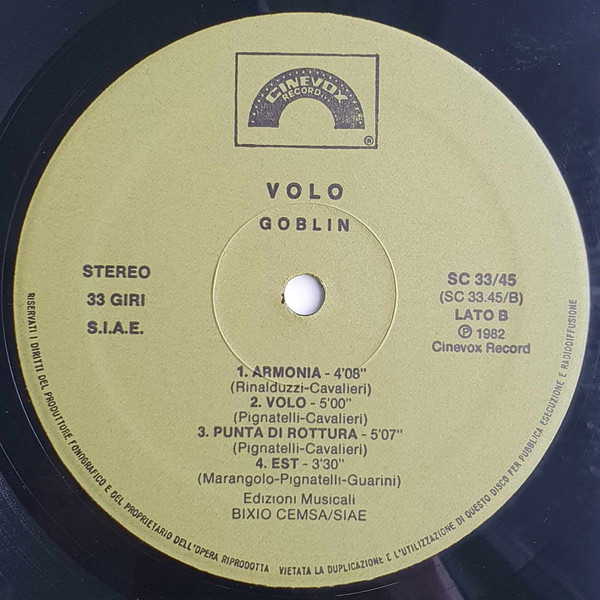 CINEVOX
RECORD
®
VOLO
GOBLIN
STEREO
33 GIRI
S.I.A.E.
SC 33/45
(SC 33.45/B)
LATO B
℗ 1982
Cinevox Record
1. ARMONIA - 4'08"
(Rinalduzzi-Cavalieri)
2. VOLO - 5'00"
(Pignatelli-Cavalieri)
3. PUNTA DI ROTTURA - 5'07"
(Pignatelli-Cavalieri)
4. EST - 3'30"
(Marangolo-Pignatelli-Guarini)
Edizioni Musicali
BIXIO CEMSA/SIAE
RISERVATI I DIRITTI DEL PRODUTTORE FONOGRAFICO E DEL PROPRIETARIO DELL'OPERA RIPRODOTTA VIETATA LA DUPLICAZIONE E L'UTILIZZAZIONE DI QUESTO DISCO PER PUBBLICA ESECUZIONE E RADIODIFFUSIONE